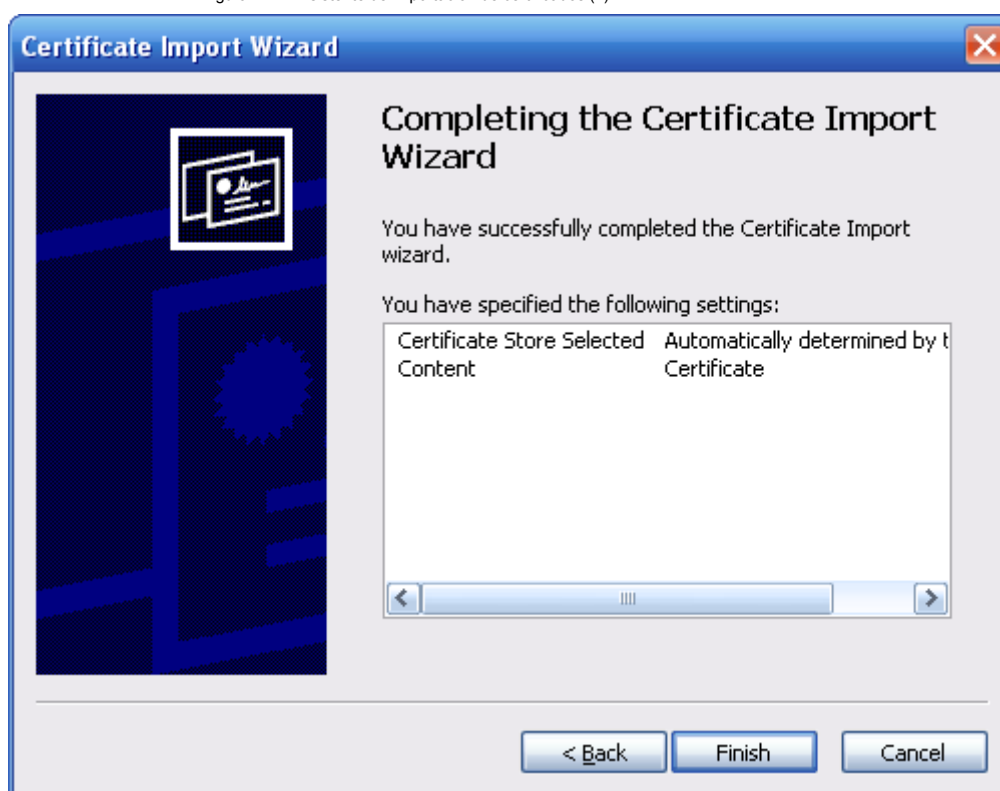 Certificate Import Wizard
Completing the Certificate Import
Wizard
You have successfully completed the Certificate Import
wizard.
You have specified the following settings:
Certificate Store Selected Automatically determined by t
Content Certificate
< Back Finish Cancel